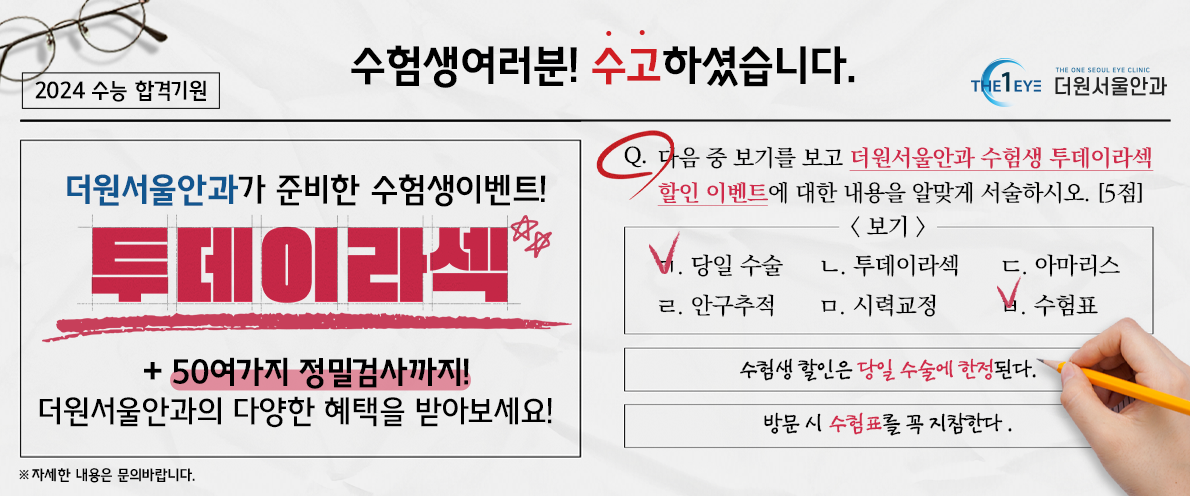 수험생여러분! 수고하셨습니다.
2024 수능 합격기원
THE ONE SEOUL EYE CLINIC
THE1EYE 더원서울안과
더원서울안과가 준비한 수험생이벤트!
투데이라섹
+ 50여가지 정밀검사까지!
더원서울안과의 다양한 혜택을 받아보세요!
※ 자세한 내용은 문의바랍니다.
Q. 다음 중 보기를 보고 더원서울안과 수험생 투데이라섹
할인 이벤트에 대한 내용을 알맞게 서술하시오. [5점]
〈 보기 〉
ㄱ. 당일 수술 ㄴ. 투데이라섹 ㄷ. 아마리스
ㄹ. 안구추적 ㅁ. 시력교정 ㅂ. 수험표
수험생 할인은 당일 수술에 한정된다.
방문 시 수험표를 꼭 지참한다 .